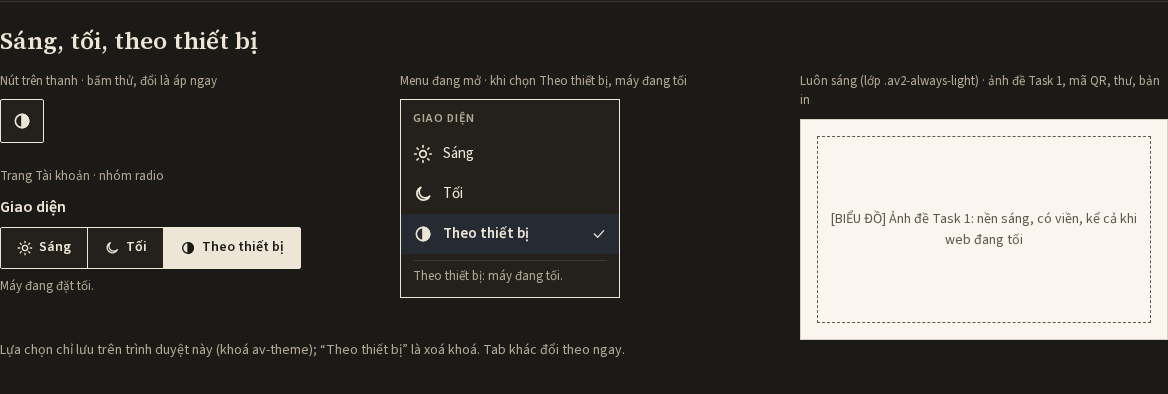 Sáng, tối, theo thiết bị
Nút trên thanh · bấm thử, đổi là áp ngay
Trang Tài khoản · nhóm radio
Giao diện
Sáng
Tối
Theo thiết bị
Máy đang đặt tối.
Menu đang mở · khi chọn Theo thiết bị, máy đang tối
GIAO DIỆN
Sáng
Tối
Theo thiết bị
Theo thiết bị: máy đang tối.
Luôn sáng (lớp .av2-always-light) · ảnh đề Task 1, mã QR, thư, bản
in
[BIỂU ĐỒ] Ảnh đề Task 1: nền sáng, có viền, kể cả khi
web đang tối
Lựa chọn chỉ lưu trên trình duyệt này (khoá av-theme); “Theo thiết bị” là xoá khoá. Tab khác đổi theo ngay.